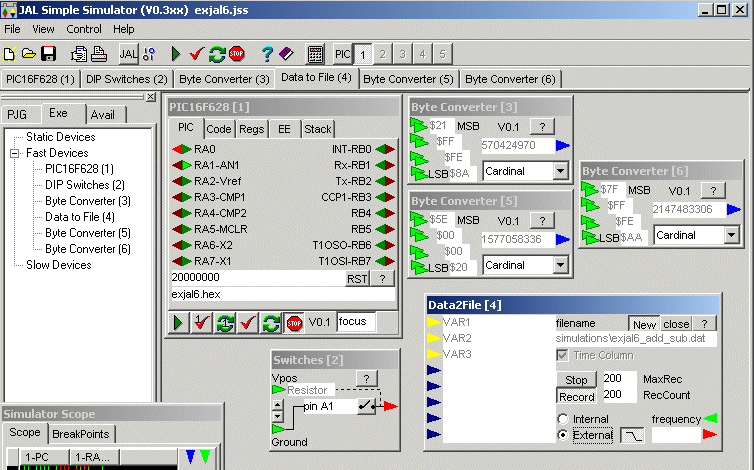 JAL Simple Simulator (V0.3xx) exjal6.jss
File View Control Help
JAL PIC 1 2 3 4 5
PIC16F628 (1) DIP Switches (2) Byte Converter (3) Data to File (4) Byte Converter (5) Byte Converter (6)
PJG Exe Avail
Static Devices
Fast Devices
PIC16F628 (1)
DIP Switches (2)
Byte Converter (3)
Data to File (4)
Byte Converter (5)
Byte Converter (6)
Slow Devices
PIC16F628 [1]
PIC Code Regs EE Stack
RA0 INT-RB0
RA1-AN1 Rx-RB1
RA2-Vref Tx-RB2
RA3-CMP1 CCP1-RB3
RA4-CMP2 RB4
RA5-MCLR RB5
RA6-X2 T1OSO-RB6
RA7-X1 T1OSI-RB7
20000000 RST ?
exjal6.hex
STOP V0.1 focus
Byte Converter [3]
$21 MSB V0.1 ?
$FF 570424970
$FE
LSB $8A Cardinal
Byte Converter [5]
$5E MSB V0.1 ?
$00 1577058336
$00
LSB $20 Cardinal
Byte Converter [6]
$7F MSB V0.1 ?
$FF 2147483306
$FE
LSB $AA Cardinal
Switches [2]
Vpos ?
Resistor
pin A1
Ground
Data2File [4]
VAR1 filename New close ?
VAR2 simulations\exjal6_add_sub.dat
VAR3 Time Column
Stop 200 MaxRec
Record 200 RecCount
Internal frequency
External
Simulator Scope
Scope BreakPoints
1-PC 1-RA...